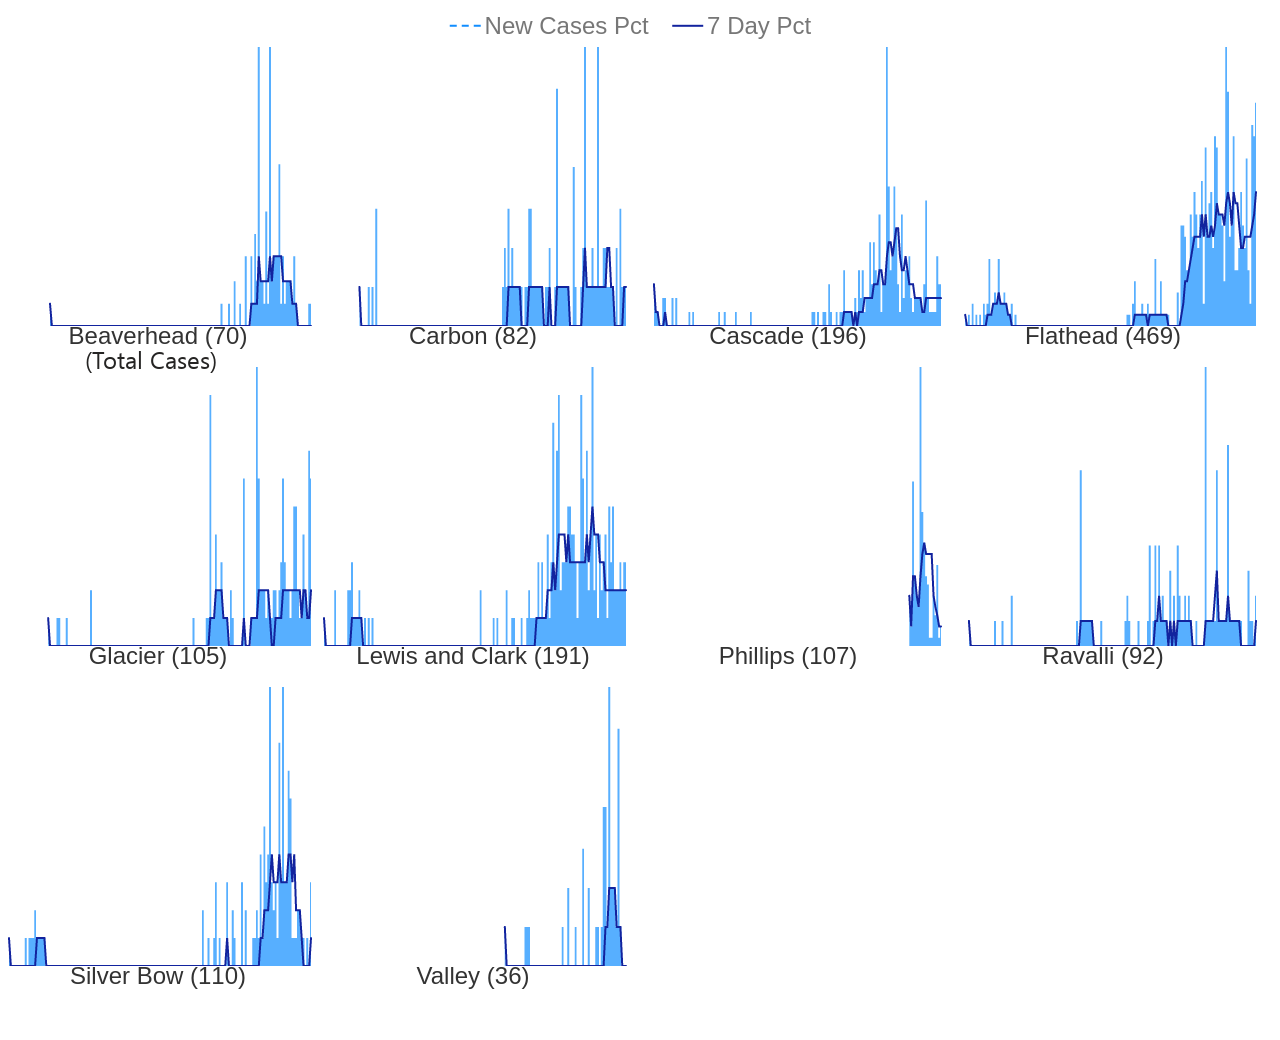 New Cases Pct 7 Day Pct
Beaverhead (70) Carbon (82) Cascade (196) Flathead (469)
(Total Cases)
Glacier (105) Lewis and Clark (191) Phillips (107) Ravalli (92)
Silver Bow (110) Valley (36)